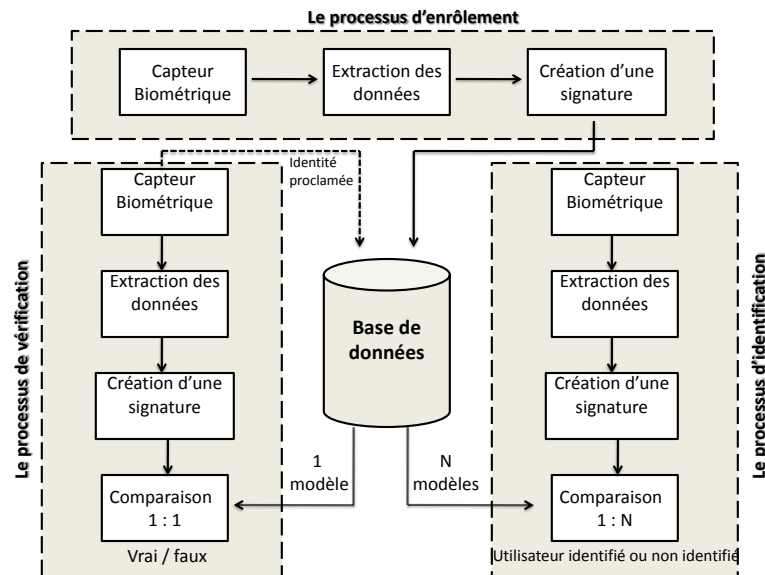 Le processus d'enrôlement
Capteur
Biométrique
Extraction des
données
Création d'une
signature
Identité
proclamée
Le processus de vérification
Capteur
Biométrique
Extraction des
données
Création d'une
signature
Comparaison
1 : 1
Vrai / faux
Base de
données
1
modèle
N
modèles
Capteur
Biométrique
Extraction des
données
Création d'une
signature
Comparaison
1 : N
Utilisateur identifié ou non identifié
Le processus d'identification